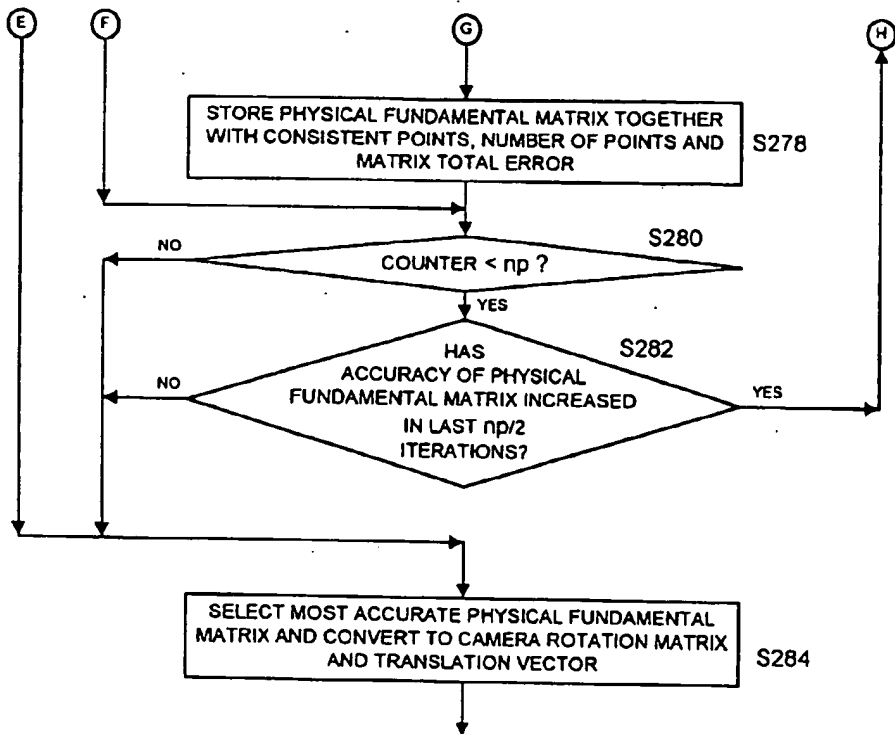 E
F
G
H
STORE PHYSICAL FUNDAMENTAL MATRIX TOGETHER
WITH CONSISTENT POINTS, NUMBER OF POINTS AND
MATRIX TOTAL ERROR
S278
S280
NO
COUNTER < np ?
YES
S282
HAS
ACCURACY OF PHYSICAL
FUNDAMENTAL MATRIX INCREASED
IN LAST np/2
ITERATIONS?
NO
YES
SELECT MOST ACCURATE PHYSICAL FUNDAMENTAL
MATRIX AND CONVERT TO CAMERA ROTATION MATRIX
AND TRANSLATION VECTOR
S284